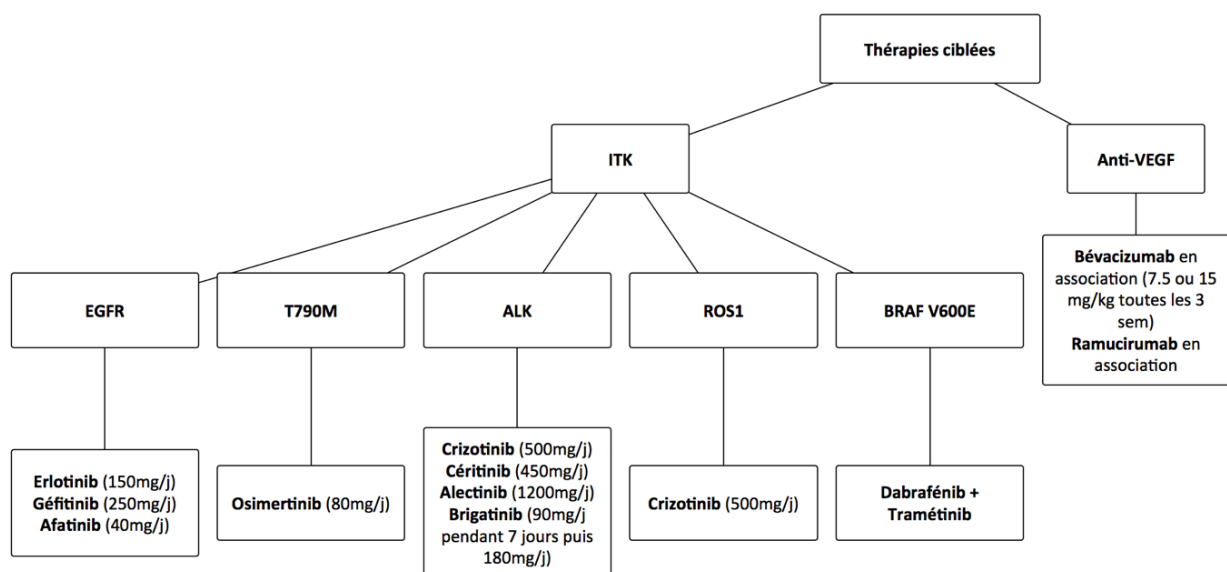 Thérapies ciblées
ITK
Anti-VEGF
Bévacizumab en
association (7.5 ou 15
mg/kg toutes les 3
sem)
Ramucirumab en
association
EGFR
T790M
ALK
ROS1
BRAF V600E
Erlotinib (150mg/j)
Géfitinib (250mg/j)
Afatinib (40mg/j)
Osimertinib (80mg/j)
Crizotinib (500mg/j)
Céritinib (450mg/j)
Alectinib (1200mg/j)
Brigatinib (90mg/j
pendant 7 jours puis
180mg/j)
Crizotinib (500mg/j)
Dabrafénib +
Tramétinib